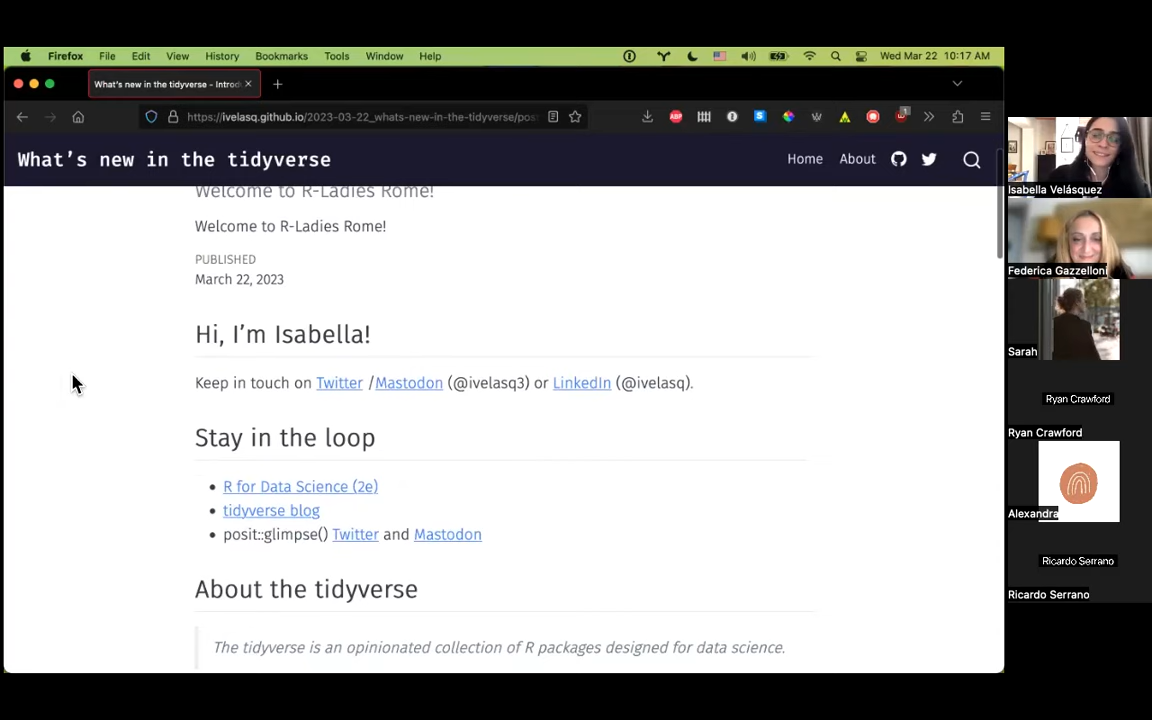 Firefox File Edit View History Bookmarks Tools Window Help Wed Mar 22 10:17 AM
What's new in the tidyverse - Introd
https://ivelasq.github.io/2023-03-22_whats-new-in-the-tidyverse/pos
What's new in the tidyverse
Home About
Welcome to R-Ladies Rome!
Welcome to R-Ladies Rome!
PUBLISHED
March 22, 2023
Hi, I'm Isabella!
Keep in touch on Twitter /Mastodon (@ivelasq3) or LinkedIn (@ivelasq).
Stay in the loop
• R for Data Science (2e)
• tidyverse blog
• posit::glimpse() Twitter and Mastodon
About the tidyverse
The tidyverse is an opinionated collection of R packages designed for data science.
Isabella Velásquez
Federica Gazzelloni
Sarah
Ryan Crawford
Ryan Crawford
Alexandra
Ricardo Serrano
Ricardo Serrano